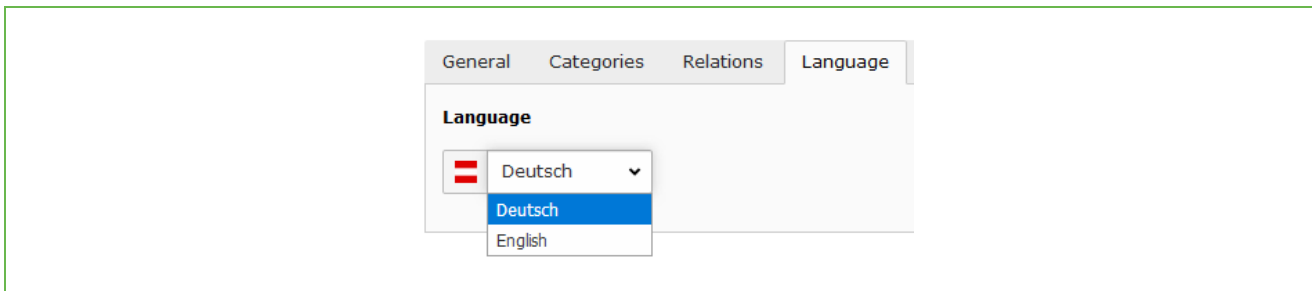 General Categories Relations Language
Language
Deutsch
Deutsch
English